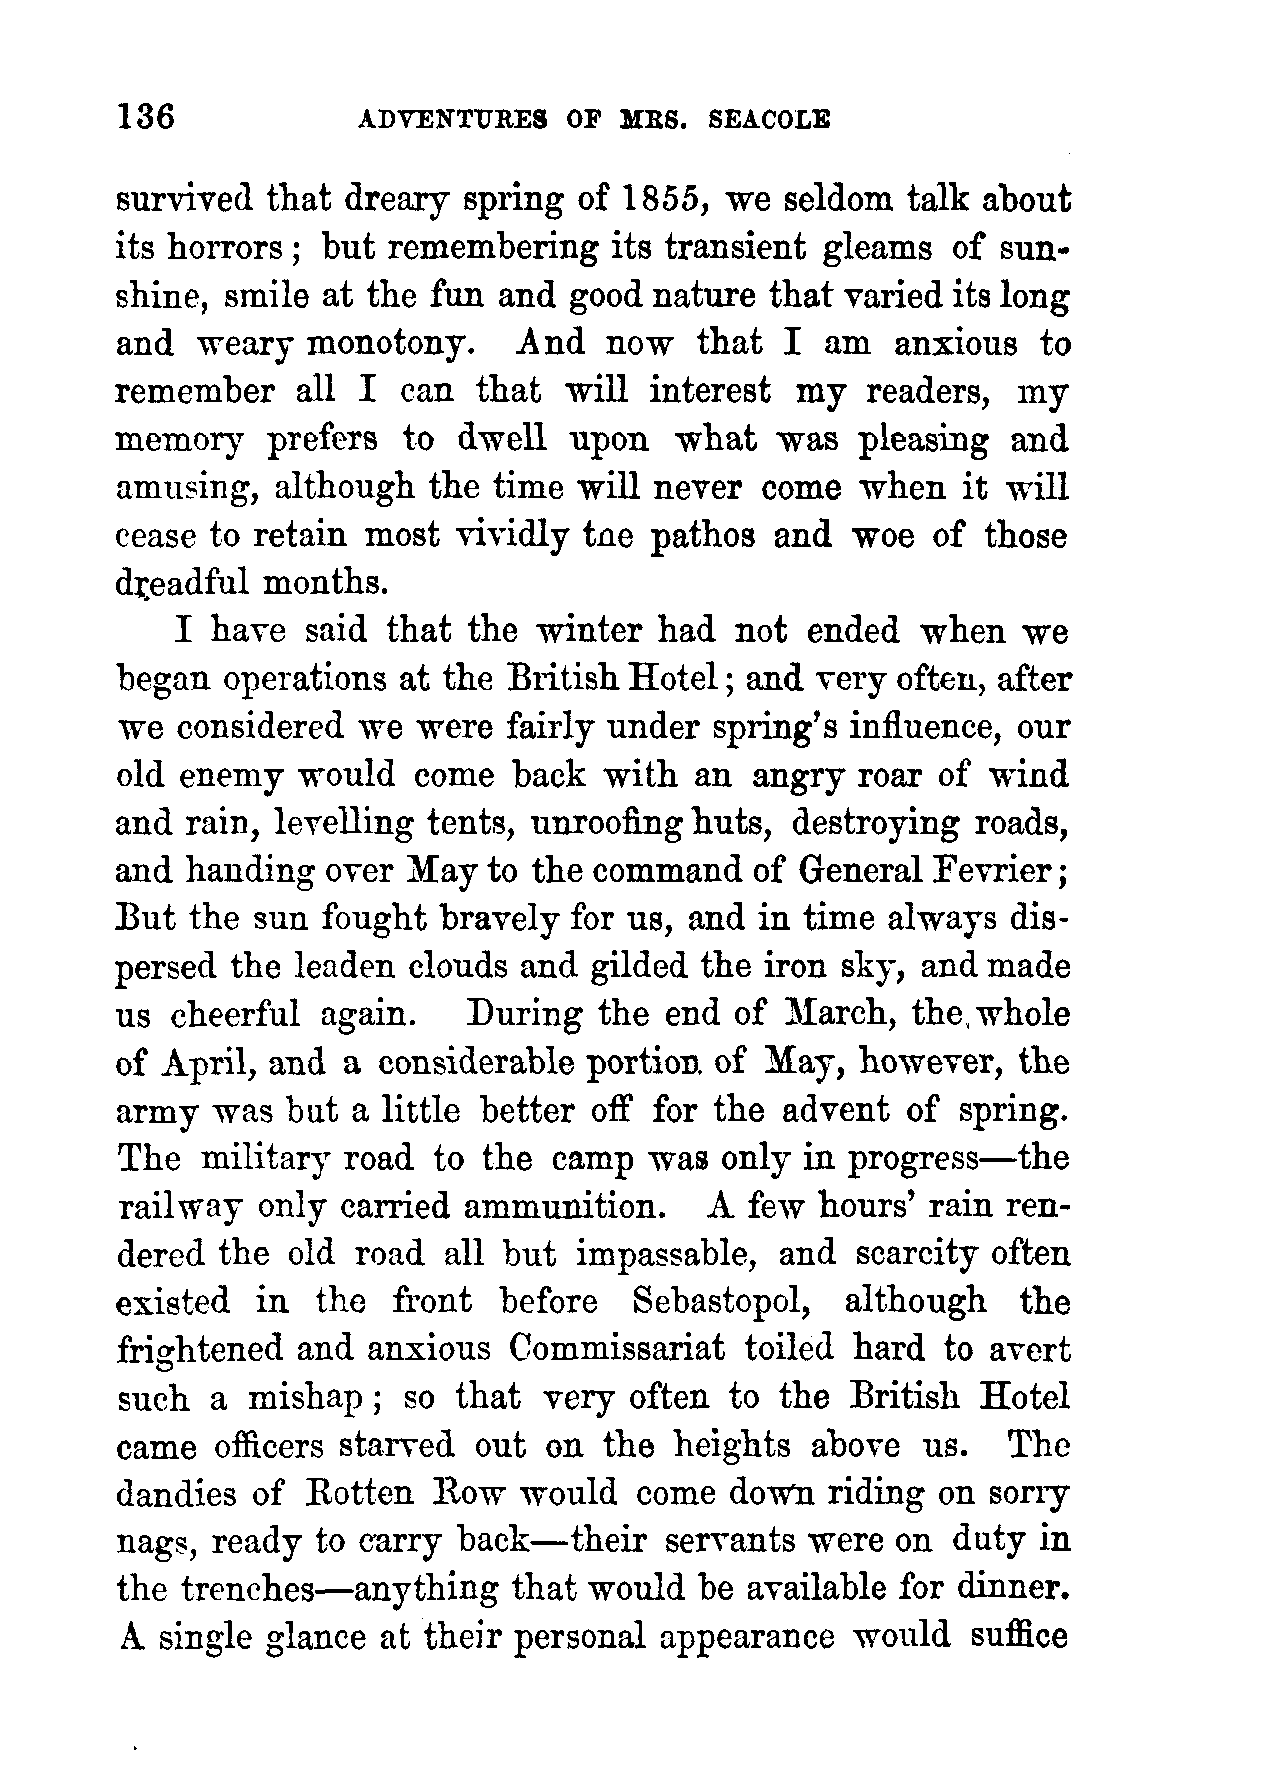 136 ADVENTURES OF MRS. SEACOLE
survived that dreary spring of 1855, we seldom talk about
its horrors; but remembering its transient gleams of sun-
shine, smile at the fun and good nature that varied its long
and weary monotony. And now that I am anxious to
remember all I can that will interest my readers, my
memory prefers to dwell upon what was pleasing and
amusing, although the time will never come when it will
cease to retain most vividly the pathos and woe of those
dreadful months.
I have said that the winter had not ended when we
began operations at the British Hotel; and very often, after
we considered we were fairly under spring's influence, our
old enemy would come back with an angry roar of wind
and rain, levelling tents, unroofing huts, destroying roads,
and handing over May to the command of General Fevrier;
But the sun fought bravely for us, and in time always dis-
persed the leaden clouds and gilded the iron sky, and made
us cheerful again. During the end of March, the whole
of April, and a considerable portion of May, however, the
army was but a little better off for the advent of spring.
The military road to the camp was only in progress—the
railway only carried ammunition. A few hours' rain ren-
dered the old road all but impassable, and scarcity often
existed in the front before Sebastopol, although the
frightened and anxious Commissariat toiled hard to avert
such a mishap; so that very often to the British Hotel
came officers starved out on the heights above us. The
dandies of Rotten Row would come down riding on sorry
nags, ready to carry back—their servants were on duty in
the trenches—anything that would be available for dinner.
A single glance at their personal appearance would suffice